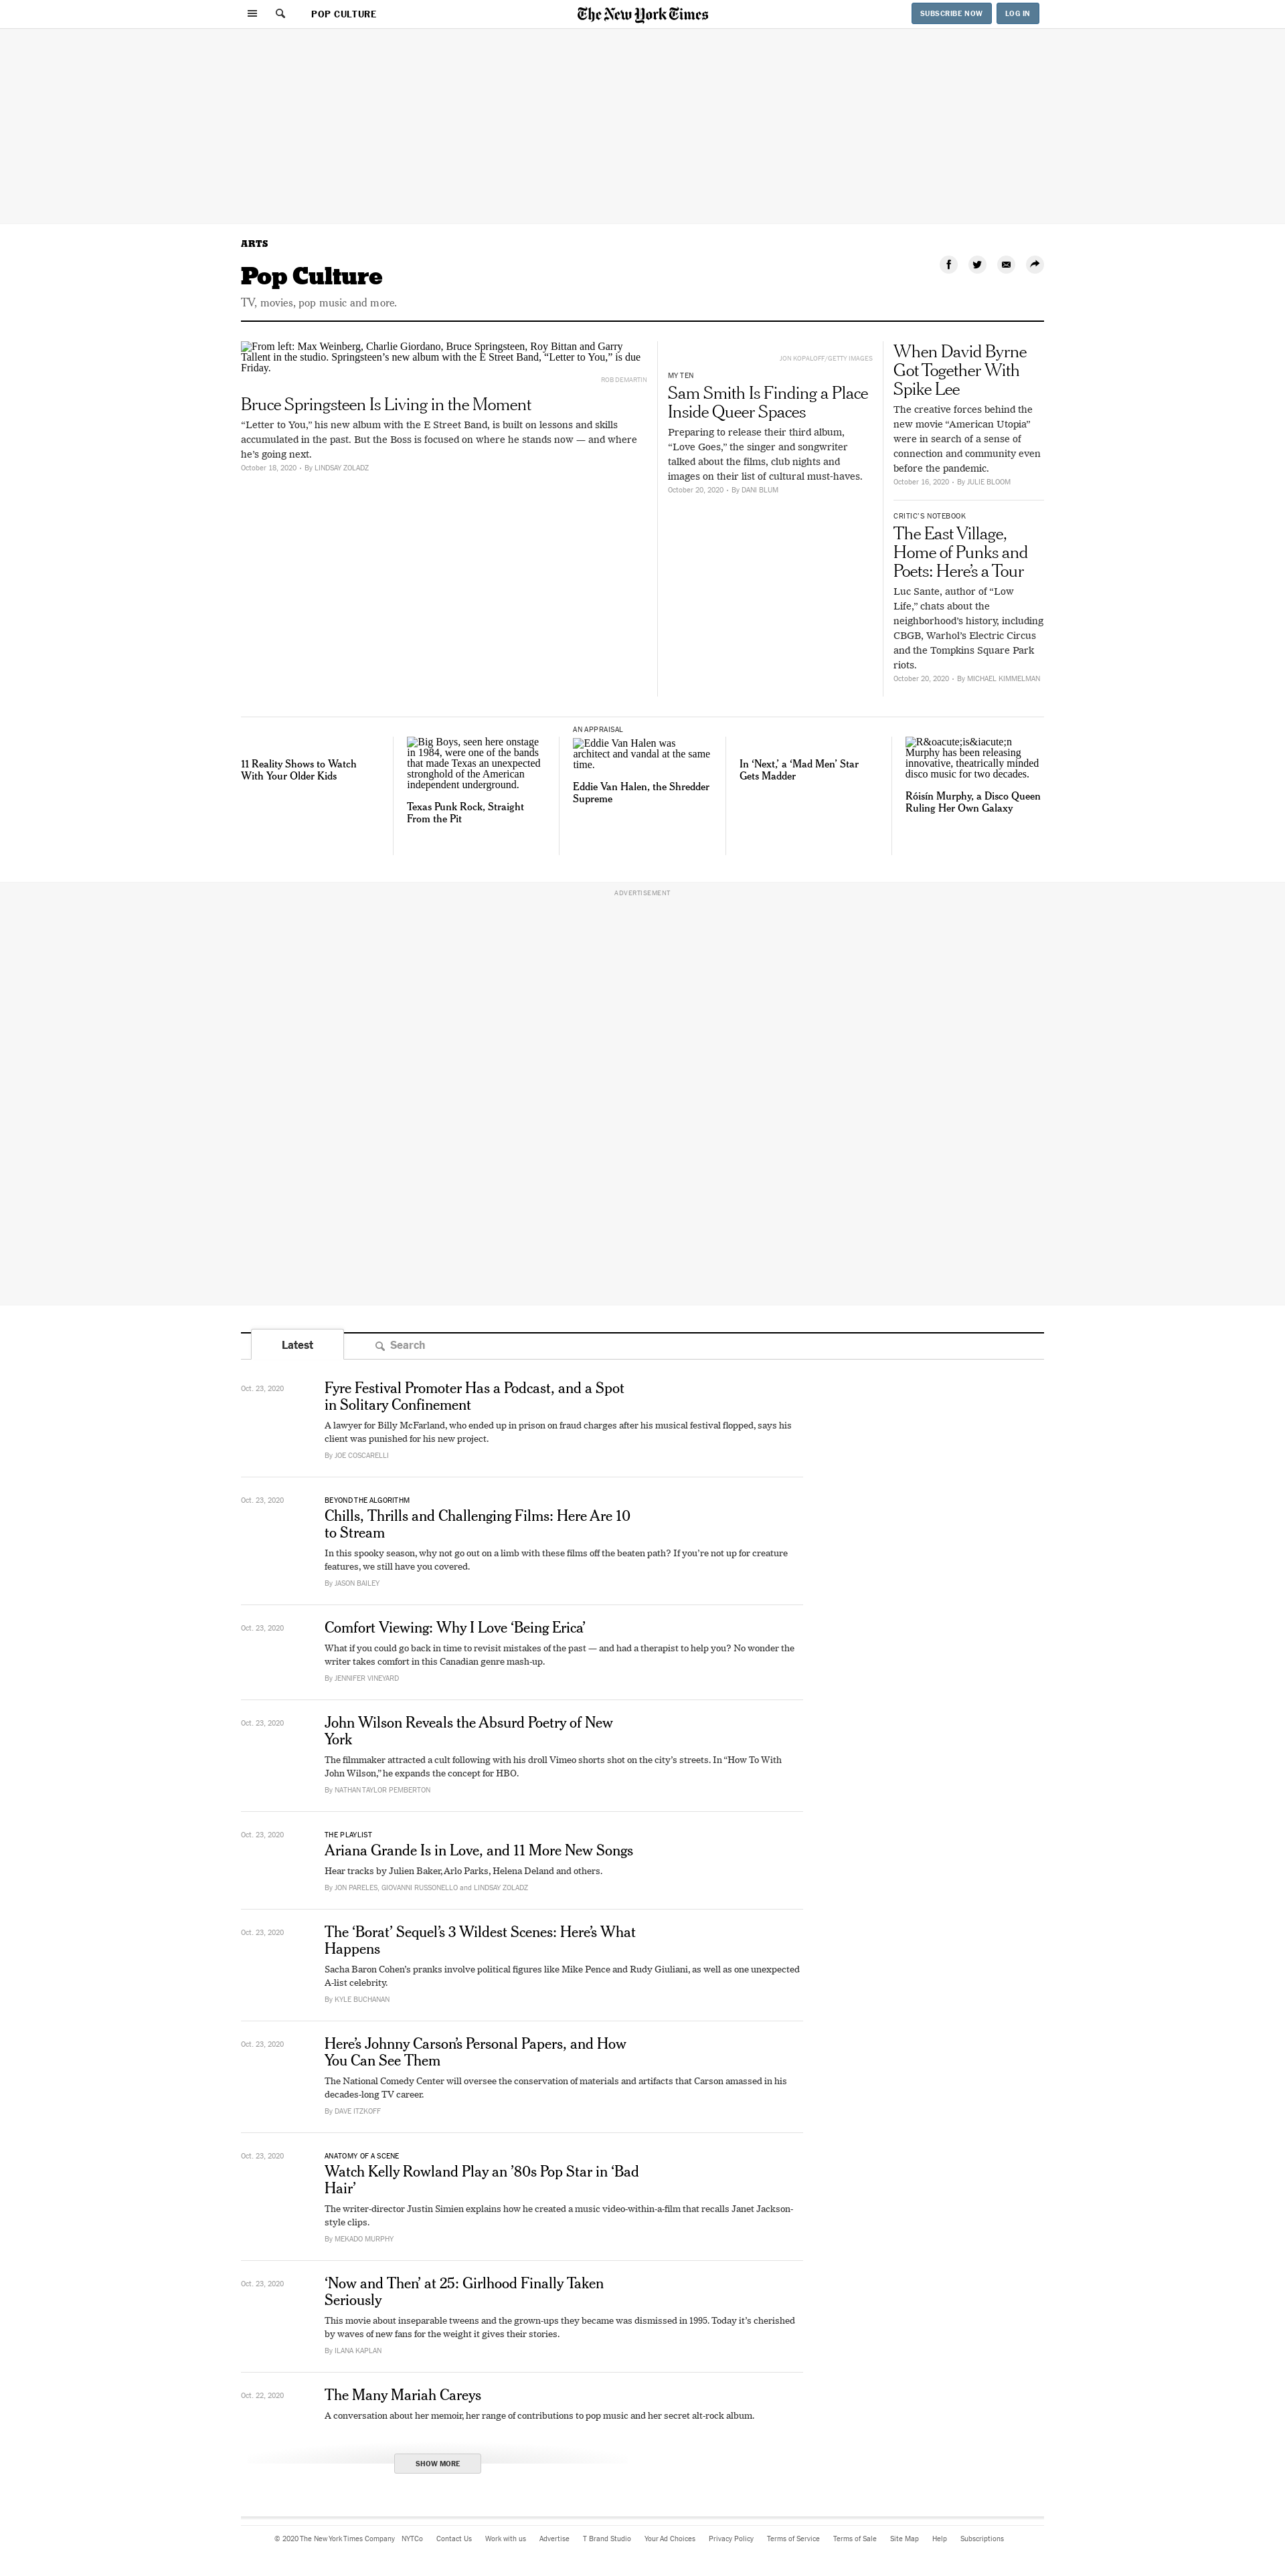 POP CULTURE
The New York Times
SUBSCRIBE NOW
LOG IN
ARTS
Pop Culture
TV, movies, pop music and more.
From left: Max Weinberg, Charlie Giordano, Bruce Springsteen, Roy Bittan and Garry
Tallent in the studio. Springsteen’s new album with the E Street Band, “Letter to You,” is due
Friday.
ROB DEMARTIN
Bruce Springsteen Is Living in the Moment
“Letter to You,” his new album with the E Street Band, is built on lessons and skills
accumulated in the past. But the Boss is focused on where he stands now — and where
he’s going next.
October 18, 2020 • By LINDSAY ZOLADZ
JON KOPALOFF/GETTY IMAGES
MY TEN
Sam Smith Is Finding a Place
Inside Queer Spaces
Preparing to release their third album,
“Love Goes,” the singer and songwriter
talked about the films, club nights and
images on their list of cultural must-haves.
October 20, 2020 • By DANI BLUM
When David Byrne
Got Together With
Spike Lee
The creative forces behind the
new movie “American Utopia”
were in search of a sense of
connection and community even
before the pandemic.
October 16, 2020 • By JULIE BLOOM
CRITIC’S NOTEBOOK
The East Village,
Home of Punks and
Poets: Here’s a Tour
Luc Sante, author of “Low
Life,” chats about the
neighborhood’s history, including
CBGB, Warhol’s Electric Circus
and the Tompkins Square Park
riots.
October 20, 2020 • By MICHAEL KIMMELMAN
11 Reality Shows to Watch
With Your Older Kids
Big Boys, seen here onstage
in 1984, were one of the bands
that made Texas an unexpected
stronghold of the American
independent underground.
Texas Punk Rock, Straight
From the Pit
AN APPRAISAL
Eddie Van Halen was
architect and vandal at the same
time.
Eddie Van Halen, the Shredder
Supreme
In ‘Next,’ a ‘Mad Men’ Star
Gets Madder
R&oacute;is&iacute;n
Murphy has been releasing
innovative, theatrically minded
disco music for two decades.
Róisín Murphy, a Disco Queen
Ruling Her Own Galaxy
ADVERTISEMENT
Latest
Search
Oct. 23, 2020
Fyre Festival Promoter Has a Podcast, and a Spot
in Solitary Confinement
A lawyer for Billy McFarland, who ended up in prison on fraud charges after his musical festival flopped, says his
client was punished for his new project.
By JOE COSCARELLI
Oct. 23, 2020
BEYOND THE ALGORITHM
Chills, Thrills and Challenging Films: Here Are 10
to Stream
In this spooky season, why not go out on a limb with these films off the beaten path? If you’re not up for creature
features, we still have you covered.
By JASON BAILEY
Oct. 23, 2020
Comfort Viewing: Why I Love ‘Being Erica’
What if you could go back in time to revisit mistakes of the past — and had a therapist to help you? No wonder the
writer takes comfort in this Canadian genre mash-up.
By JENNIFER VINEYARD
Oct. 23, 2020
John Wilson Reveals the Absurd Poetry of New
York
The filmmaker attracted a cult following with his droll Vimeo shorts shot on the city’s streets. In “How To With
John Wilson,” he expands the concept for HBO.
By NATHAN TAYLOR PEMBERTON
Oct. 23, 2020
THE PLAYLIST
Ariana Grande Is in Love, and 11 More New Songs
Hear tracks by Julien Baker, Arlo Parks, Helena Deland and others.
By JON PARELES, GIOVANNI RUSSONELLO and LINDSAY ZOLADZ
Oct. 23, 2020
The ‘Borat’ Sequel’s 3 Wildest Scenes: Here’s What
Happens
Sacha Baron Cohen’s pranks involve political figures like Mike Pence and Rudy Giuliani, as well as one unexpected
A-list celebrity.
By KYLE BUCHANAN
Oct. 23, 2020
Here’s Johnny Carson’s Personal Papers, and How
You Can See Them
The National Comedy Center will oversee the conservation of materials and artifacts that Carson amassed in his
decades-long TV career.
By DAVE ITZKOFF
Oct. 23, 2020
ANATOMY OF A SCENE
Watch Kelly Rowland Play an ’80s Pop Star in ‘Bad
Hair’
The writer-director Justin Simien explains how he created a music video-within-a-film that recalls Janet Jackson-
style clips.
By MEKADO MURPHY
Oct. 23, 2020
‘Now and Then’ at 25: Girlhood Finally Taken
Seriously
This movie about inseparable tweens and the grown-ups they became was dismissed in 1995. Today it’s cherished
by waves of new fans for the weight it gives their stories.
By ILANA KAPLAN
Oct. 22, 2020
The Many Mariah Careys
A conversation about her memoir, her range of contributions to pop music and her secret alt-rock album.
SHOW MORE
© 2020 The New York Times Company NYTCo Contact Us Work with us Advertise T Brand Studio Your Ad Choices Privacy Policy Terms of Service Terms of Sale Site Map Help Subscriptions